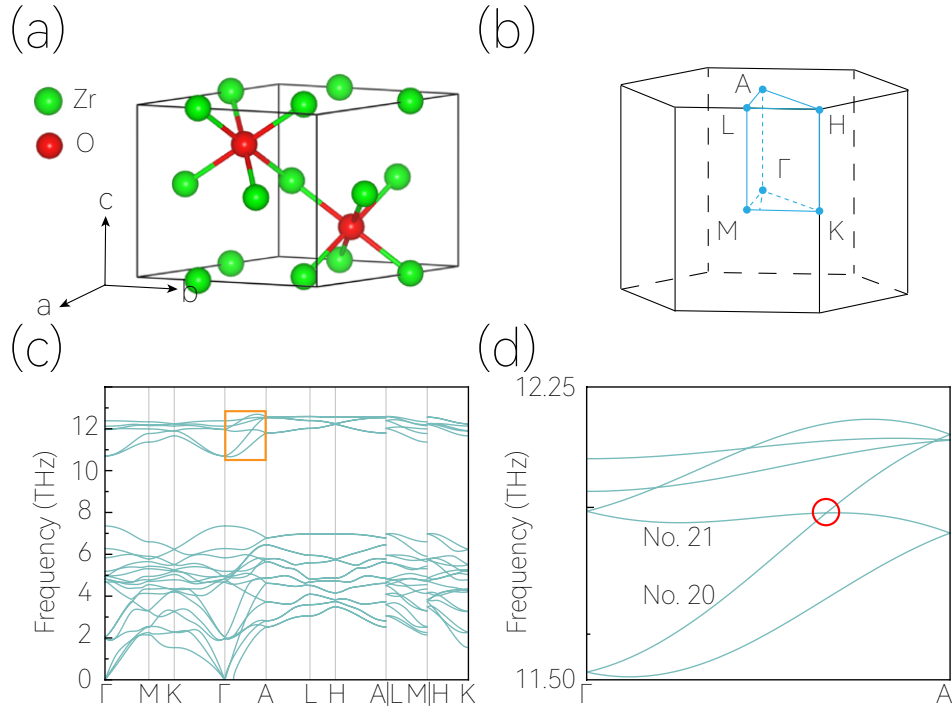 (a)
Zr
O
c
a
b
(b)
A
L
H
Γ
M
K
(c)
Frequency (THz)
12
10
8
6
4
2
0
Γ
M
K
Γ
A
L
H
A|L
M|H
K
(d)
Frequency (THz)
12.25
11.50
No. 21
No. 20
Γ
A